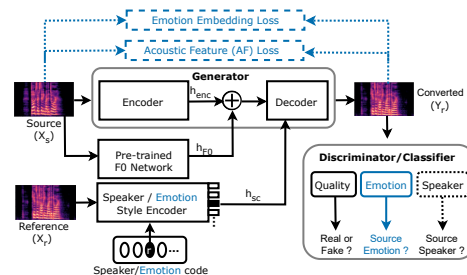 Emotion Embedding Loss
Acoustic Feature (AF) Loss
Generator
Encoder
h_enc
Decoder
Source
(X_s)
Converted
(Y_r)
Pre-trained
F0 Network
h_F0
Discriminator/Classifier
Quality
Emotion
Speaker
Speaker / Emotion
Style Encoder
h_sc
Reference
(X_r)
r
Speaker/Emotion code
Real or
Fake ?
Source
Emotion ?
Source
Speaker ?